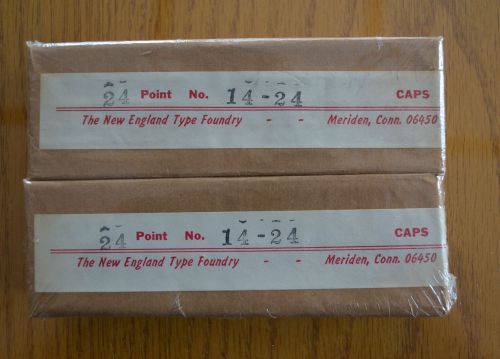 24 Point No. 14-24 CAPS
The New England Type Foundry - - Meriden, Conn. 06450
24 Point No. 14-24 CAPS
The New England Type Foundry - - Meriden, Conn. 06450